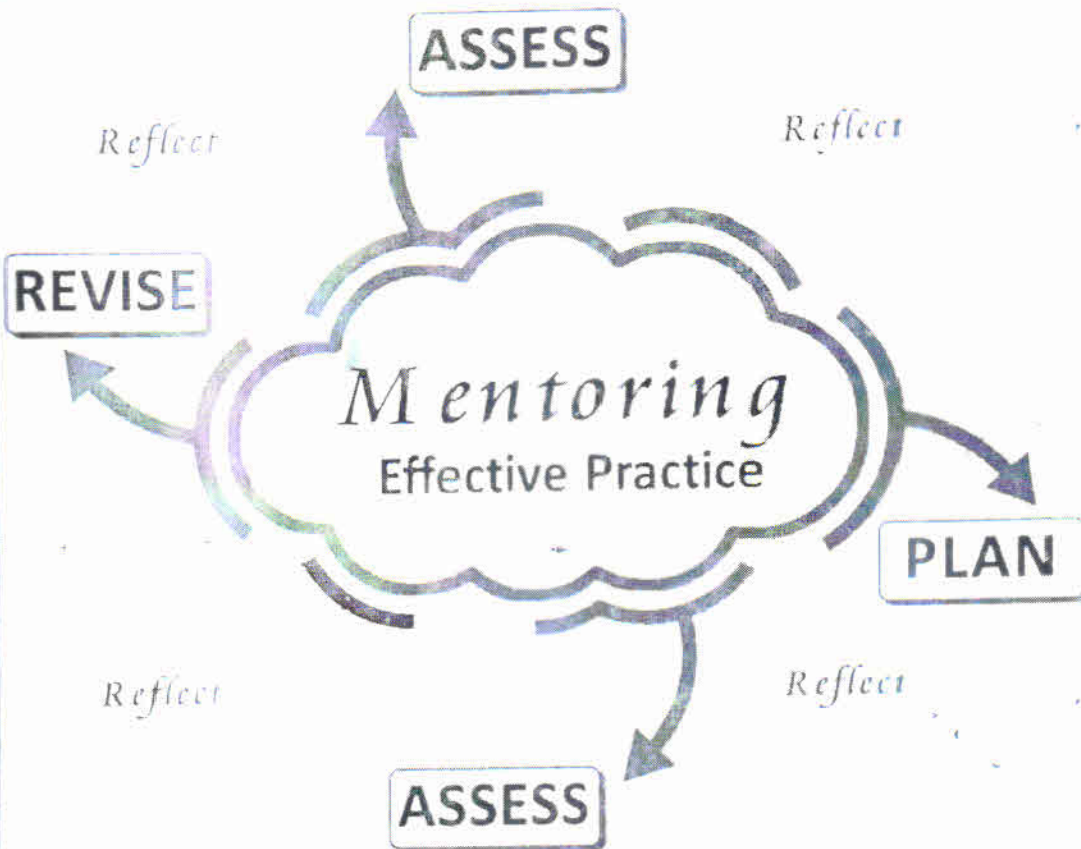 ASSESS
Reflect
Reflect
REVISE
Mentoring
Effective Practice
PLAN
Reflect
Reflect
ASSESS